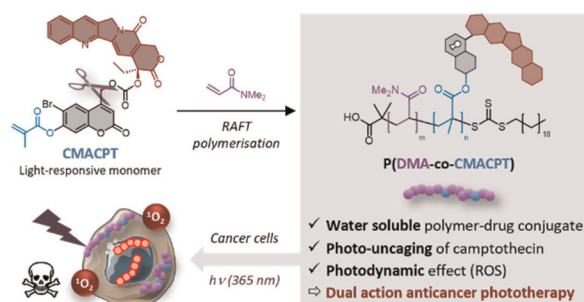 N
N
O
O
O
O
O
O
Br
O
O
O
O
CMACPT
Light-responsive monomer
O
NMe₂
RAFT
polymerisation
O
Me₂N
O
O
HO
O
m
n
S
S
S
10
P(DMA-co-CMACPT)
¹O₂
¹O₂
Cancer cells
hν (365 nm)
✓ Water soluble polymer-drug conjugate
✓ Photo-uncaging of camptothecin
✓ Photodynamic effect (ROS)
⇨ Dual action anticancer phototherapy